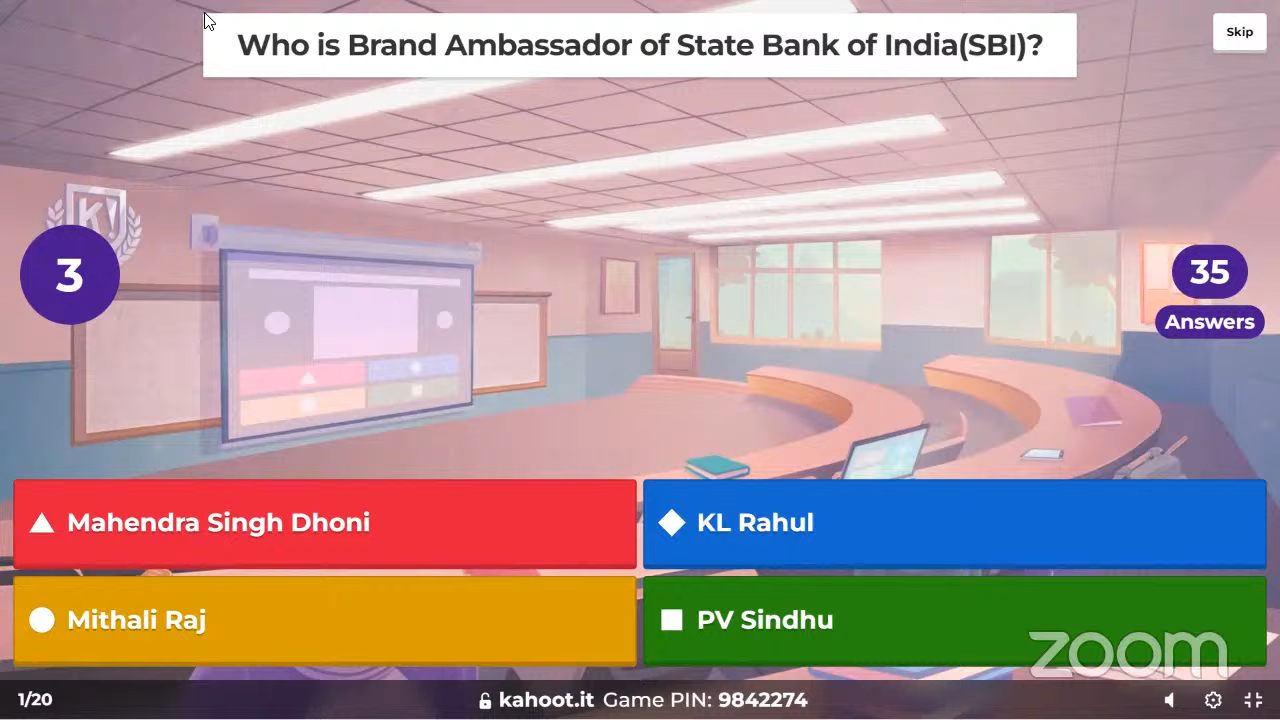 Who is Brand Ambassador of State Bank of India(SBI)?
Skip
K!
3
35
Answers
Mahendra Singh Dhoni
KL Rahul
Mithali Raj
PV Sindhu
zoom
1/20
kahoot.it Game PIN: 9842274